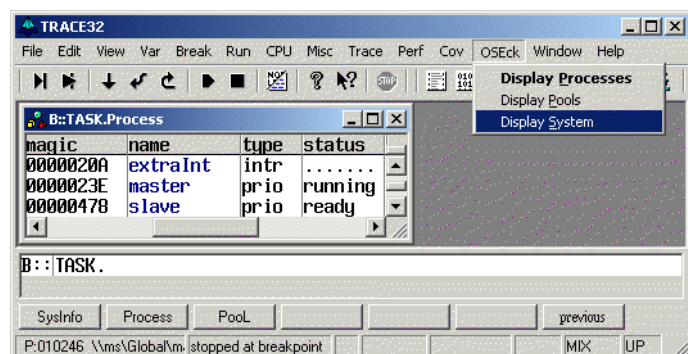 TRACE32
File Edit View Var Break Run CPU Misc Trace Perf Cov OSEck Window Help
Display Processes
Display Pools
Display System
B::TASK.Process
magic name type status
0000020A extraInt intr .......
0000023E master prio running
00000478 slave prio ready
B::TASK.
SysInfo Process PooL previous
P:010246 \\ms\Global\m. stopped at breakpoint MIX UP